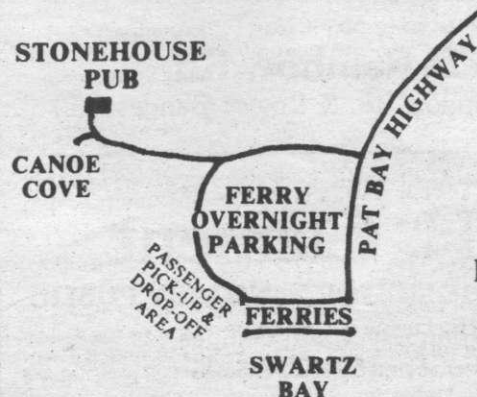 STONEHOUSE
PUB
PAT BAY HIGHWAY
CANOE
COVE
FERRY
OVERNIGHT
PARKING
PASSENGER
PICK-UP &
DROP-OFF
AREA
FERRIES
SWARTZ
BAY